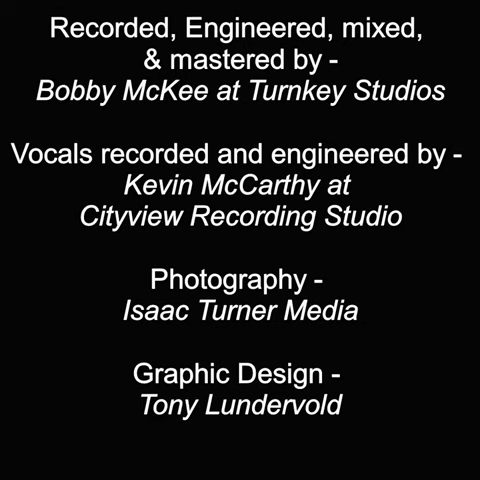 Recorded, Engineered, mixed,
& mastered by -
Bobby McKee at Turnkey Studios
Vocals recorded and engineered by -
Kevin McCarthy at
Cityview Recording Studio
Photography -
Isaac Turner Media
Graphic Design -
Tony Lundervold